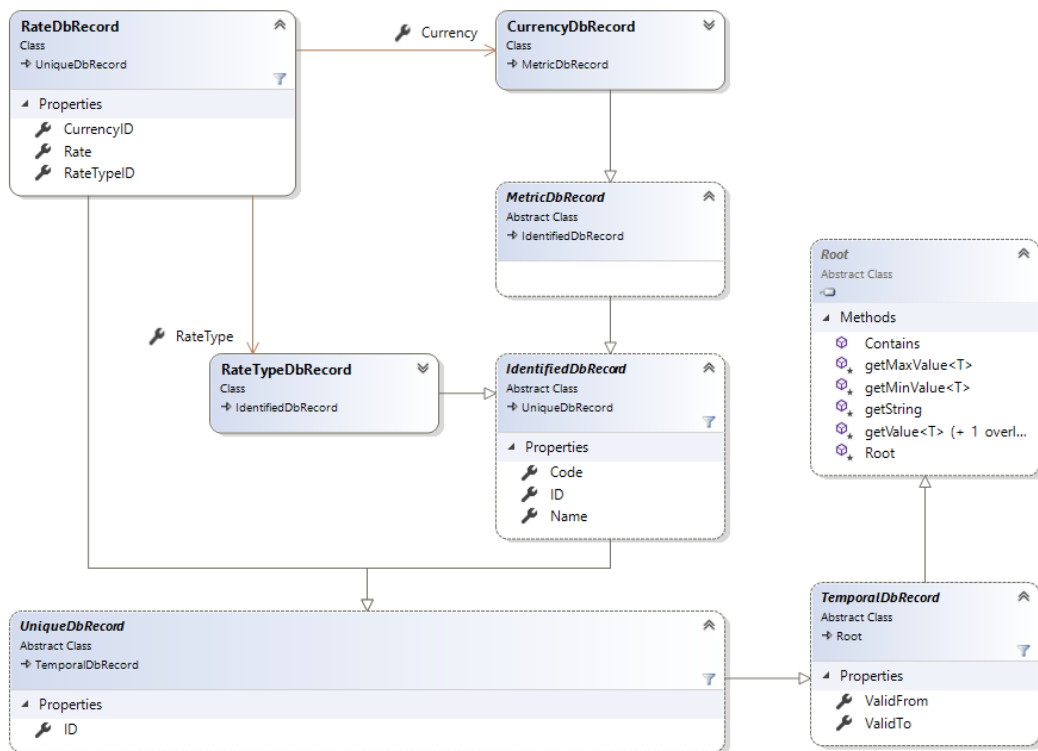 RateDbRecord
Class
UniqueDbRecord
Properties
CurrencyID
Rate
RateTypeID
Currency
CurrencyDbRecord
Class
MetricDbRecord
MetricDbRecord
Abstract Class
IdentifiedDbRecord
RateType
RateTypeDbRecord
Class
IdentifiedDbRecord
IdentifiedDbRecord
Abstract Class
UniqueDbRecord
Properties
Code
ID
Name
Root
Abstract Class
Methods
Contains
getMaxValue<T>
getMinValue<T>
getString
getValue<T> (+ 1 overl...
Root
UniqueDbRecord
Abstract Class
TemporalDbRecord
Properties
ID
TemporalDbRecord
Abstract Class
Root
Properties
ValidFrom
ValidTo